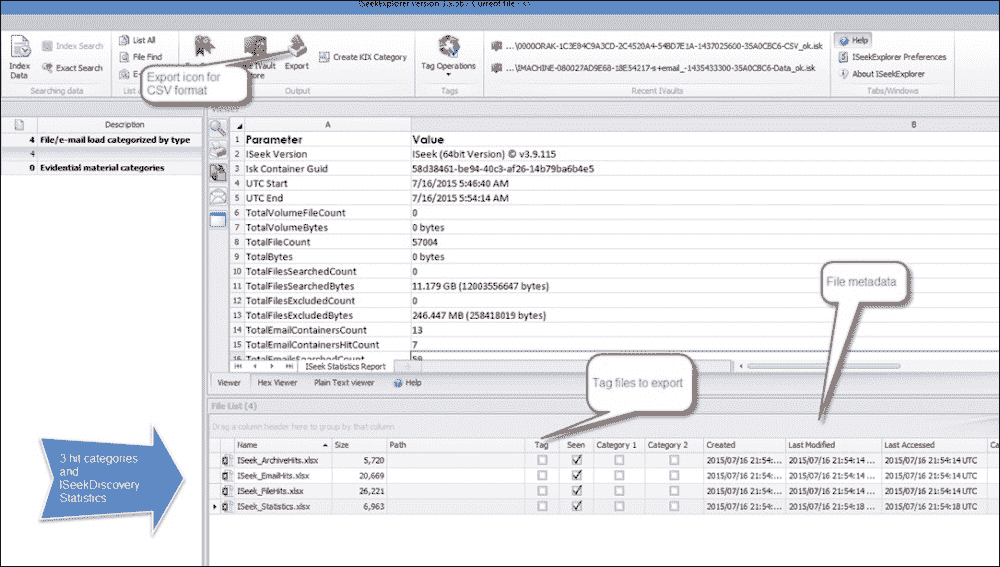 ISeekExplorer version 1.x.56 / Current file - <>
Index Data
Index Search
Exact Search
Searching data
List All
File Find
Export
Create KIX Category
Output
Tag Operations
Tags
...\0000ORAK-1C3E84C9A3CD-2C4520A4-54BD7E1A-1437025600-35A0CBC6-CSV_ok.isk
...\IMACHINE-080027AD9E68-18E54217-s+email_-1435433300-35A0CBC6-Data_ok.isk
Recent IVaults
Help
ISeekExplorer Preferences
About ISeekExplorer
Tabs/Windows
Export icon for
CSV format
Description
4 File/e-mail load categorized by type
4
0 Evidential material categories
A B
1 Parameter Value
2 ISeek Version ISeek (64bit Version) © v3.9.115
3 Isk Container Guid 58d38461-be94-40c3-af26-14b79ba6b4e5
4 UTC Start 7/16/2015 5:46:40 AM
5 UTC End 7/16/2015 5:54:14 AM
6 TotalVolumeFileCount 0
7 TotalVolumeBytes 0 bytes
8 TotalFileCount 57004
9 TotalBytes 0 bytes
10 TotalFilesSearchedCount 0
11 TotalFilesSearchedBytes 11.179 GB (12003556647 bytes)
12 TotalFilesExcludedCount 0
13 TotalFilesExcludedBytes 246.447 MB (258418019 bytes)
14 TotalEmailContainersCount 13
15 TotalEmailContainersHitCount 7
16 TotalEmailsSearchedCount 59
File metadata
ISeek Statistics Report
Viewer Hex Viewer Plain Text viewer Help
Tag files to export
File List (4)
Drag a column header here to group by that column
Name Size Path Tag Seen Category 1 Category 2 Created Last Modified Last Accessed Ca
ISeek_ArchiveHits.xlsx 5,720 2015/07/16 21:54:... 2015/07/16 21:54:14 ... 2015/07/16 21:54:14 UTC
ISeek_EmailHits.xlsx 20,669 2015/07/16 21:54:... 2015/07/16 21:54:14 ... 2015/07/16 21:54:14 UTC
ISeek_FileHits.xlsx 26,221 2015/07/16 21:54:... 2015/07/16 21:54:14 ... 2015/07/16 21:54:14 UTC
ISeek_Statistics.xlsx 6,963 2015/07/16 21:54:... 2015/07/16 21:54:18 ... 2015/07/16 21:54:18 UTC
3 hit categories
and
ISeekDiscovery
Statistics